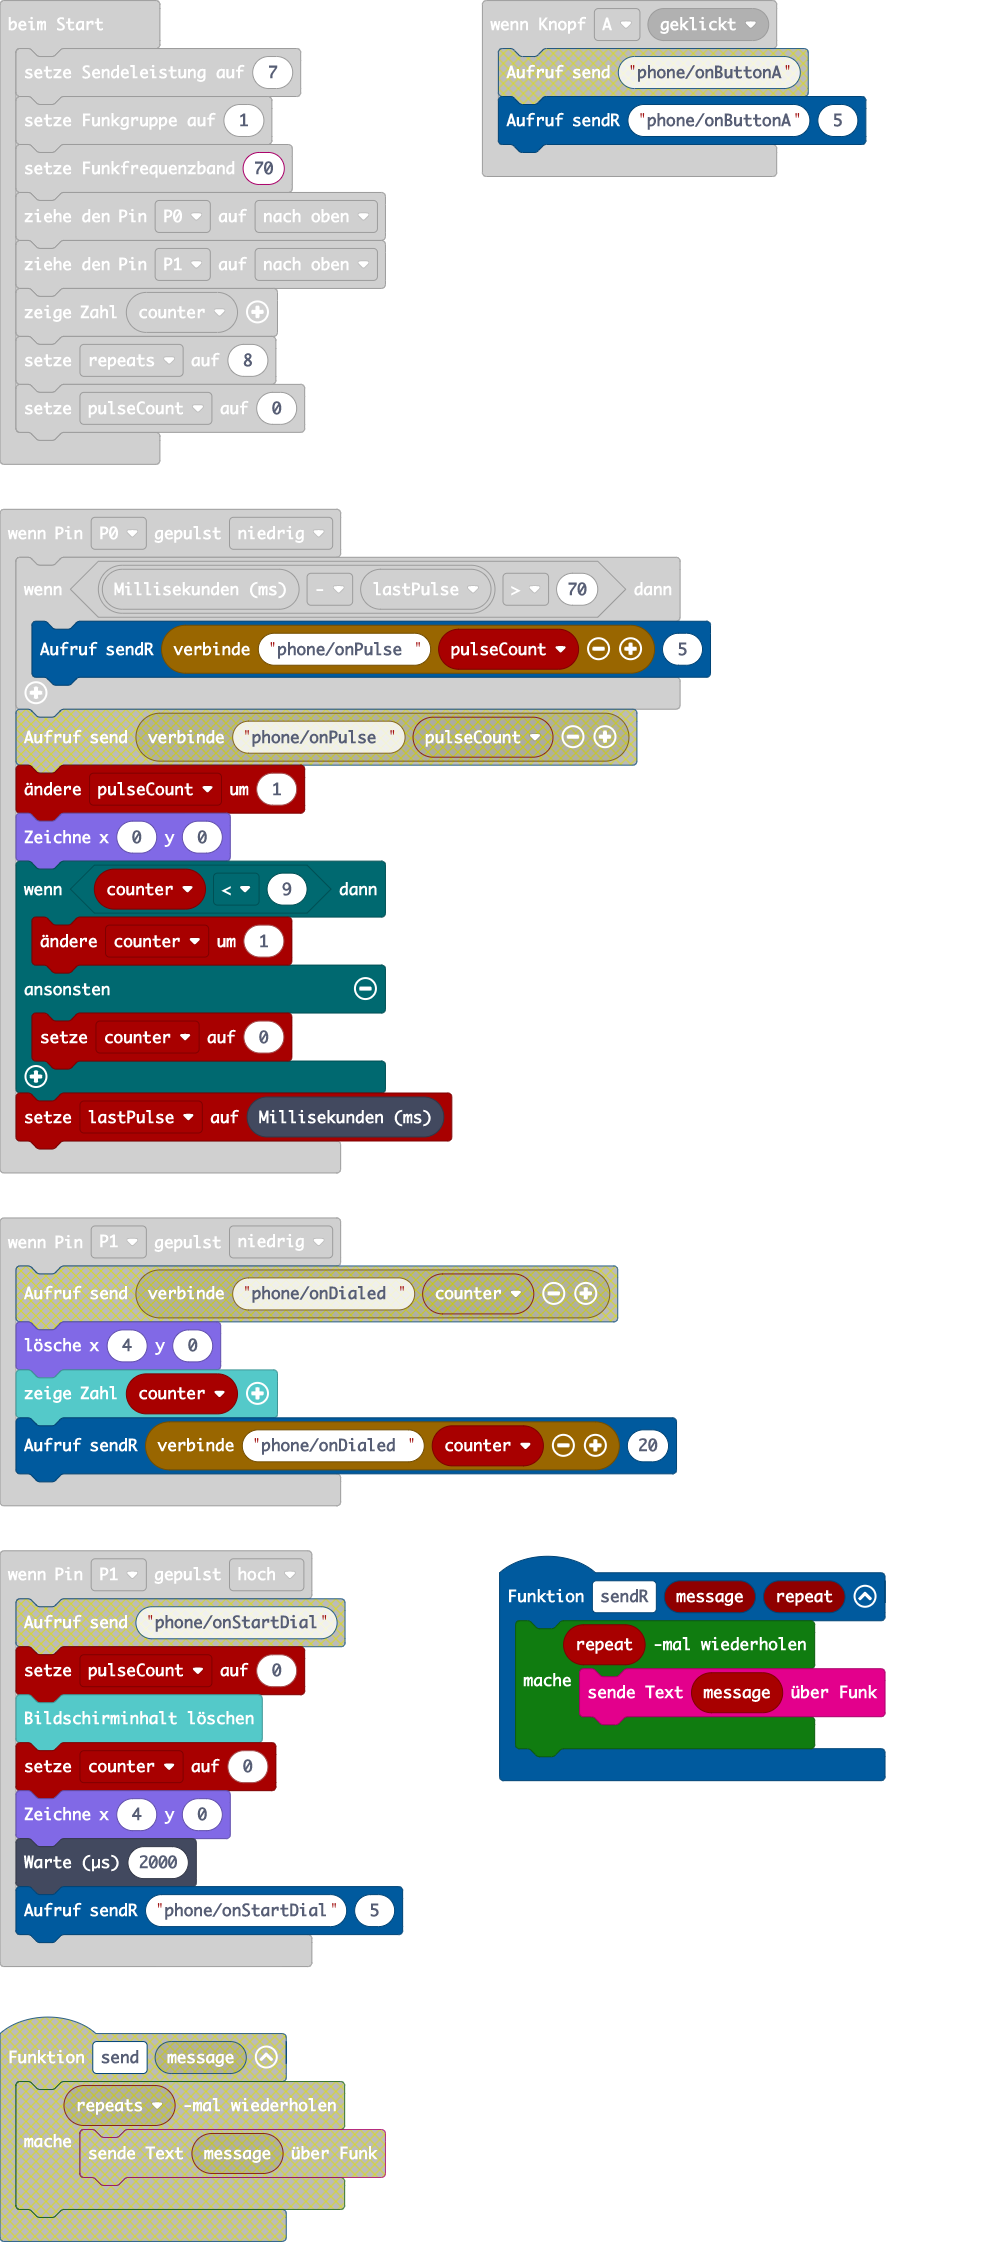 beim Start
setze Sendeleistung auf 7
setze Funkgruppe auf 1
setze Funkfrequenzband 70
ziehe den Pin P0 auf nach oben
ziehe den Pin P1 auf nach oben
zeige Zahl counter
setze repeats auf 8
setze pulseCount auf 0
wenn Knopf A geklickt
Aufruf send "phone/onButtonA"
Aufruf sendR "phone/onButtonA" 5
wenn Pin P0 gepulst niedrig
wenn Millisekunden (ms) - lastPulse > 70 dann
Aufruf sendR verbinde "phone/onPulse " pulseCount 5
Aufruf send verbinde "phone/onPulse " pulseCount
ändere pulseCount um 1
Zeichne x 0 y 0
wenn counter < 9 dann
ändere counter um 1
ansonsten
setze counter auf 0
setze lastPulse auf Millisekunden (ms)
wenn Pin P1 gepulst niedrig
Aufruf send verbinde "phone/onDialed " counter
lösche x 4 y 0
zeige Zahl counter
Aufruf sendR verbinde "phone/onDialed " counter 20
wenn Pin P1 gepulst hoch
Aufruf send "phone/onStartDial"
setze pulseCount auf 0
Bildschirminhalt löschen
setze counter auf 0
Zeichne x 4 y 0
Warte (µs) 2000
Aufruf sendR "phone/onStartDial" 5
Funktion sendR message repeat
repeat -mal wiederholen
mache sende Text message über Funk
Funktion send message
repeats -mal wiederholen
mache sende Text message über Funk